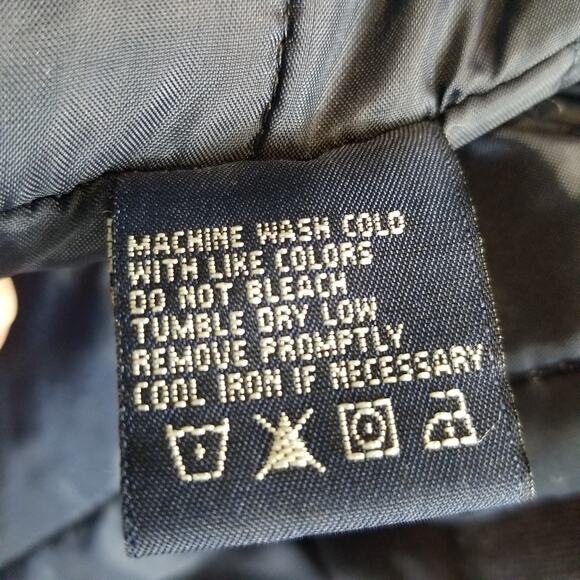 MACHINE WASH COLD
WITH LIKE COLORS
DO NOT BLEACH
TUMBLE DRY LOW
REMOVE PROMPTLY
COOL IRON IF NECESSARY